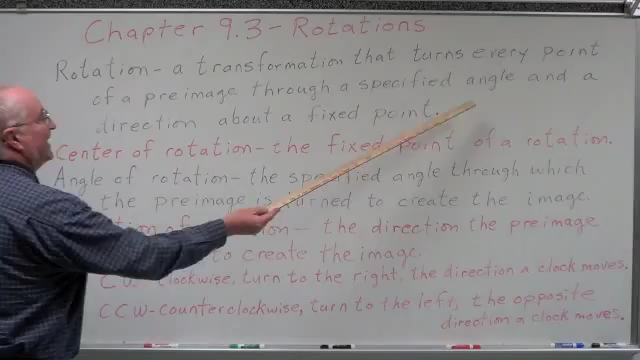 Chapter 9.3 - Rotations
Rotation - a transformation that turns every point
of a preimage through a specified angle and a
direction about a fixed point.
Center of rotation - the fixed point of a rotation.
Angle of rotation - the specified angle through which
the preimage is turned to create the image.
the direction the preimage
to create the image.
CW - Clockwise, turn to the right, the direction a clock moves.
CCW - counterclockwise, turn to the left, the opposite
direction a clock moves.